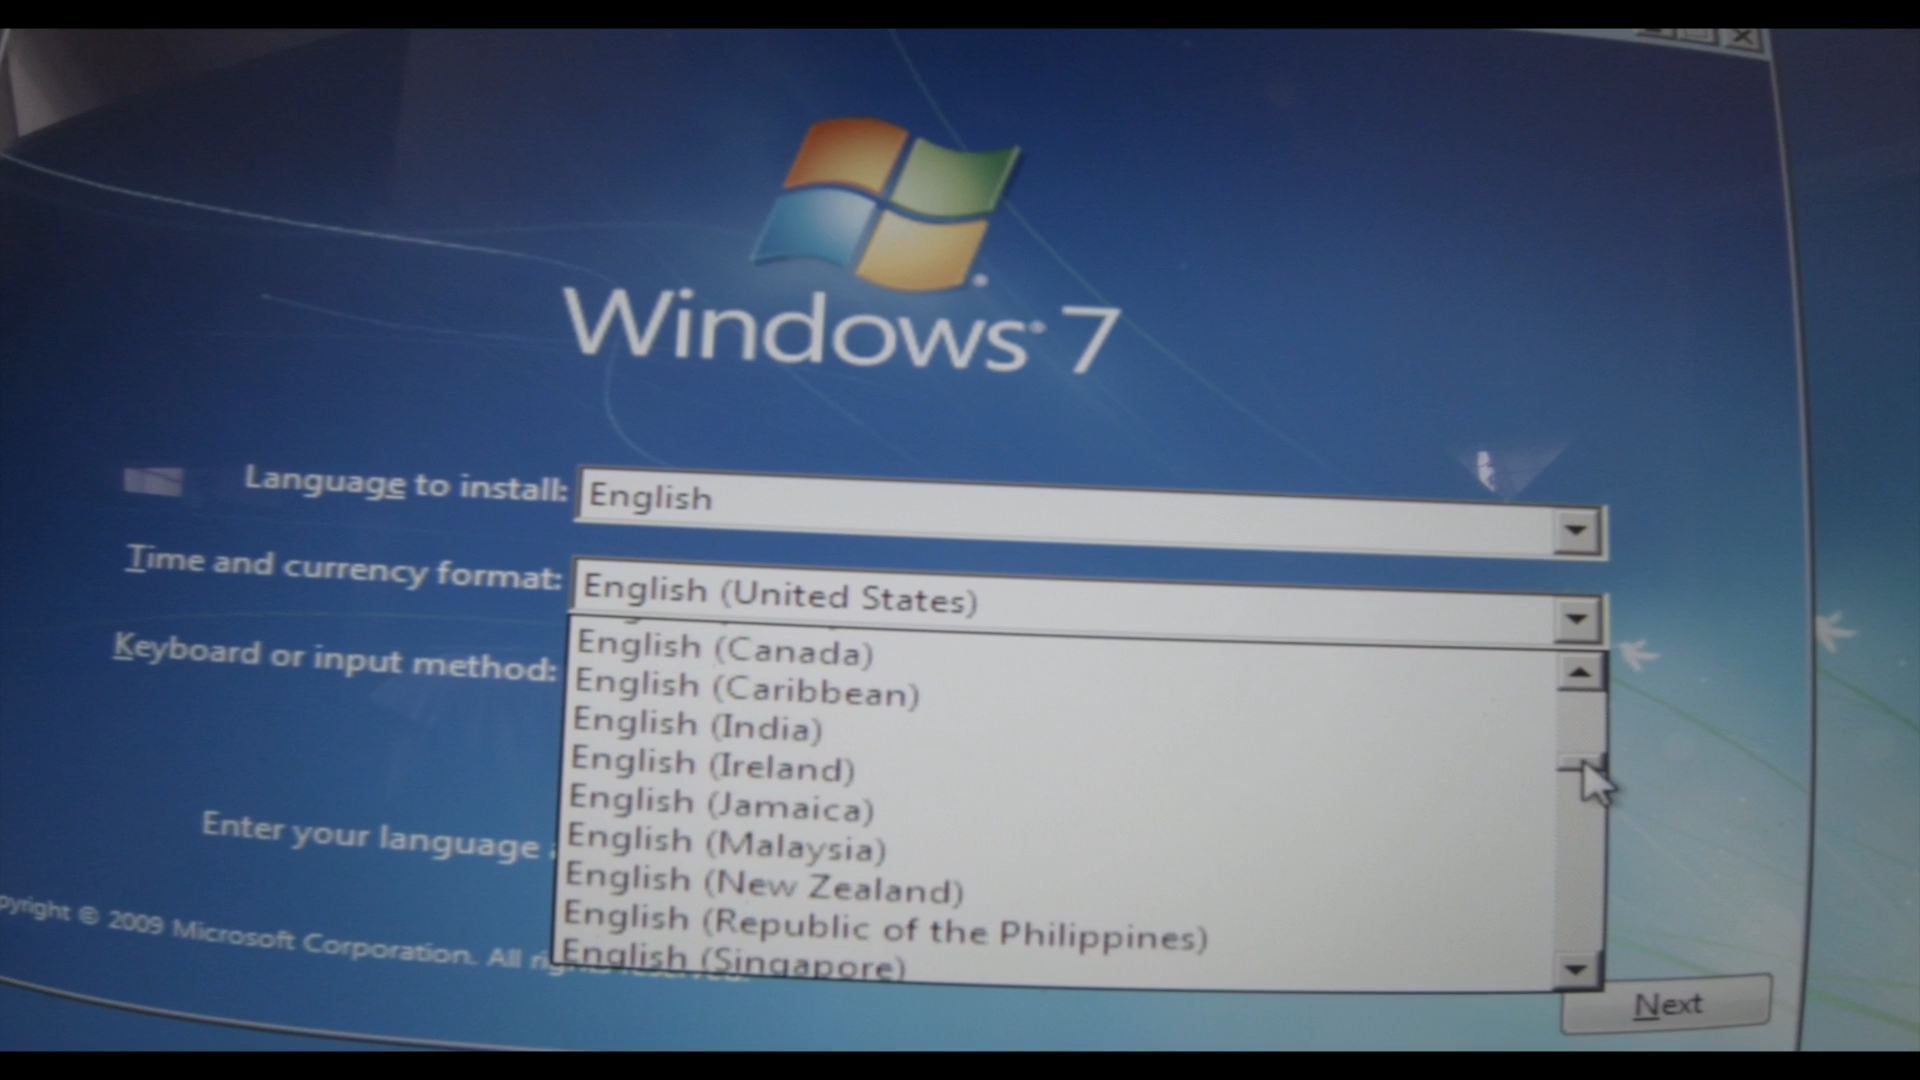 Windows® 7
Language to install: English
Time and currency format: English (United States)
English (Canada)
Keyboard or input method:
English (Caribbean)
English (India)
English (Ireland)
English (Jamaica)
English (Malaysia)
Enter your language
English (New Zealand)
English (Republic of the Philippines)
English (Singapore)
pyright © 2009 Microsoft Corporation. All
Next